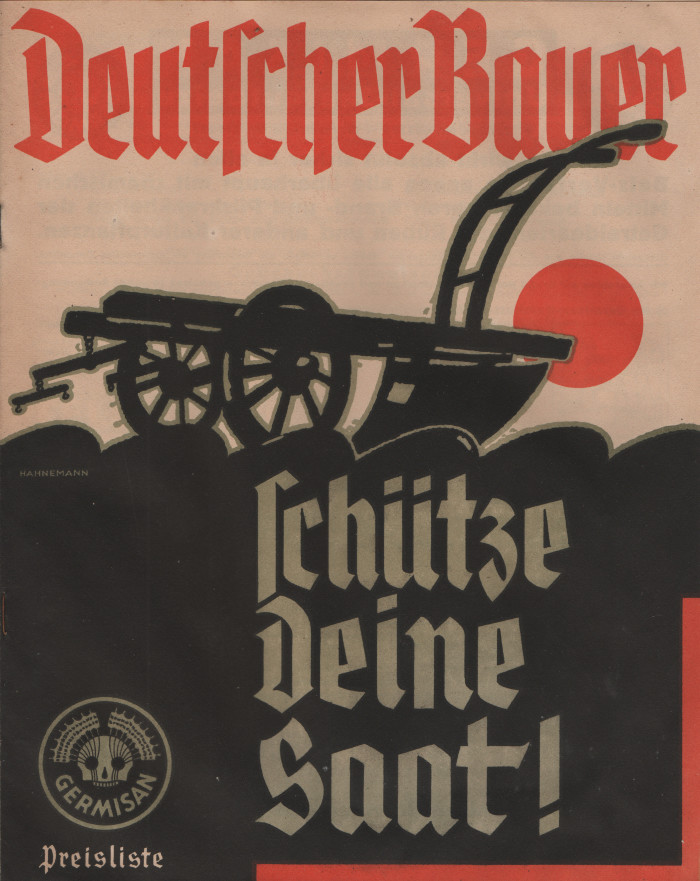 Deutscher Bauer
HAHNEMANN
schütze
Deine
Saat!
GERMISAN
Preisliste